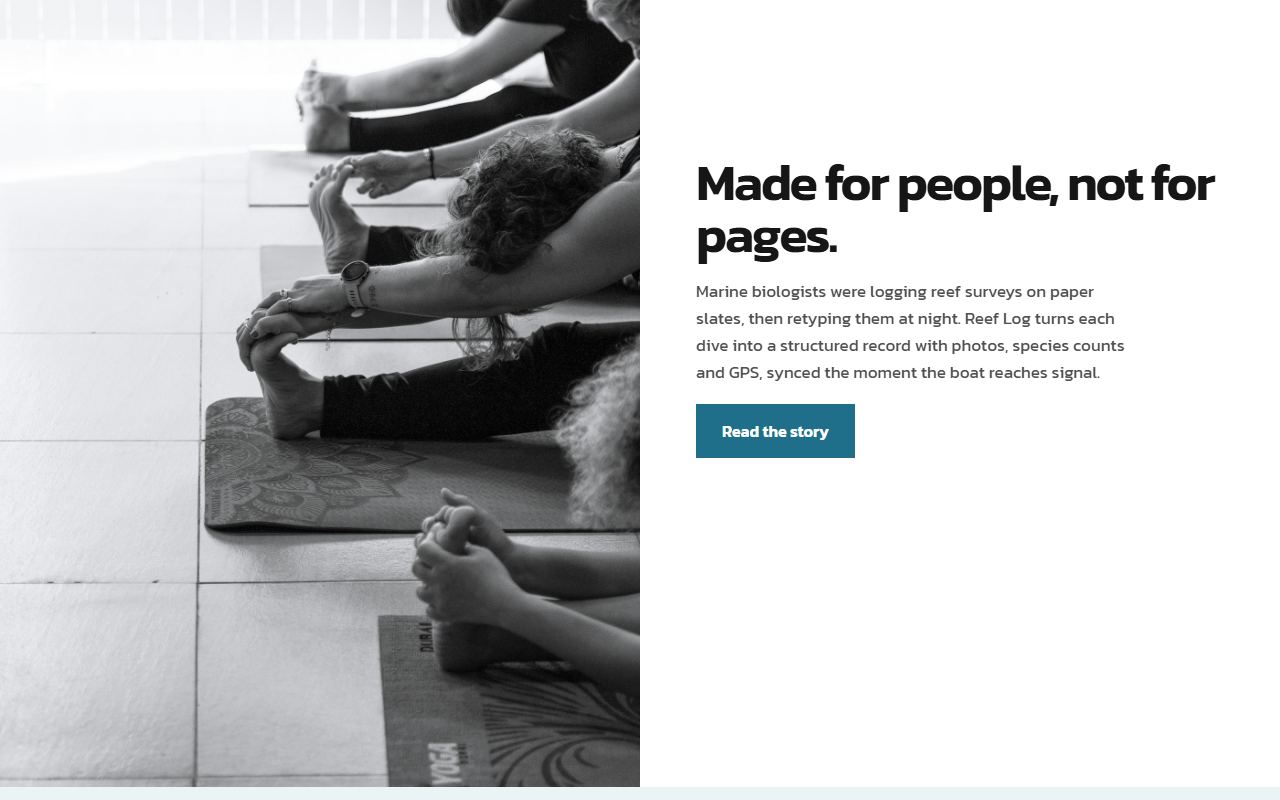 Made for people, not for
pages.
Marine biologists were logging reef surveys on paper
slates, then retyping them at night. Reef Log turns each
dive into a structured record with photos, species counts
and GPS, synced the moment the boat reaches signal.
Read the story
DUBAI
YOGA